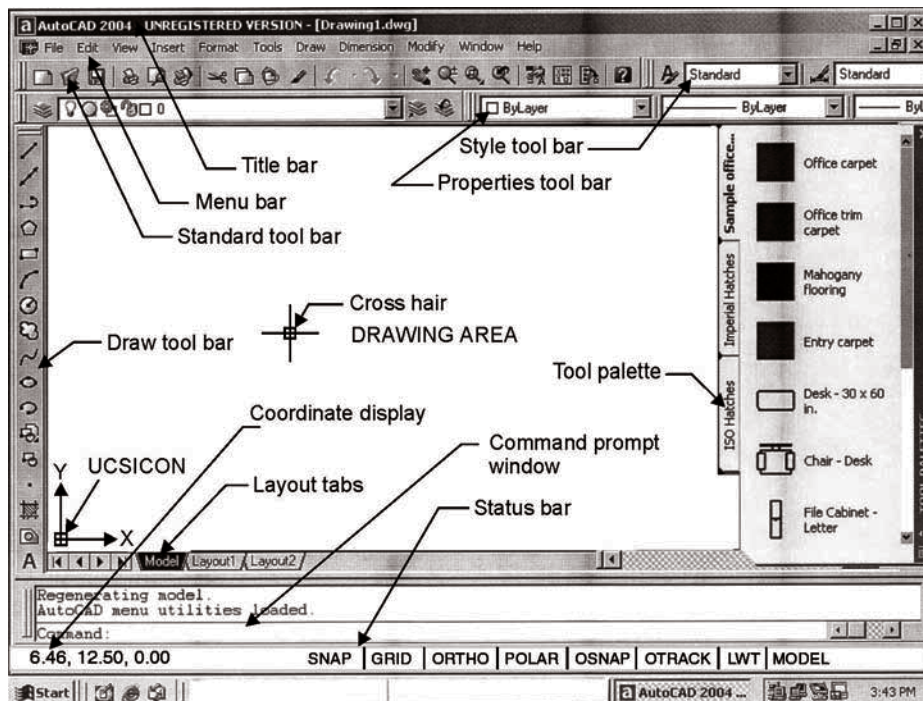 AutoCAD 2004 UNREGISTERED VERSION - [Drawing1.dwg]
File Edit View Insert Format Tools Draw Dimension Modify Window Help
Standard Standard
0 ByLayer ByLayer
Title bar
Menu bar
Standard tool bar
Style tool bar
Properties tool bar
Cross hair
DRAWING AREA
Draw tool bar
Tool palette
Coordinate display
Command prompt
window
UCSICON
Layout tabs
Status bar
Y
X
Sample office...
Imperial Hatches
ISO Hatches
Office carpet
Office trim
carpet
Mahogany
flooring
Entry carpet
Desk - 30 x 60
in.
Chair - Desk
File Cabinet -
Letter
A
Model Layout1 Layout2
Regenerating model.
AutoCAD menu utilities loaded.
Command:
6.46, 12.50, 0.00 SNAP GRID ORTHO POLAR OSNAP OTRACK LWT MODEL
Start AutoCAD 2004 ... 3:43 PM